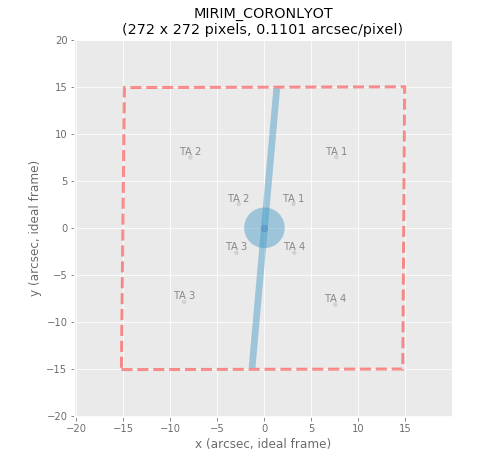 MIRIM_CORONLYOT
(272 x 272 pixels, 0.1101 arcsec/pixel)
20
15
10
5
0
−5
−10
−15
−20
y (arcsec, ideal frame)
TA 2
TA 1
TA 2
TA 1
TA 3
TA 4
TA 3
TA 4
−20 −15 −10 −5 0 5 10 15
x (arcsec, ideal frame)